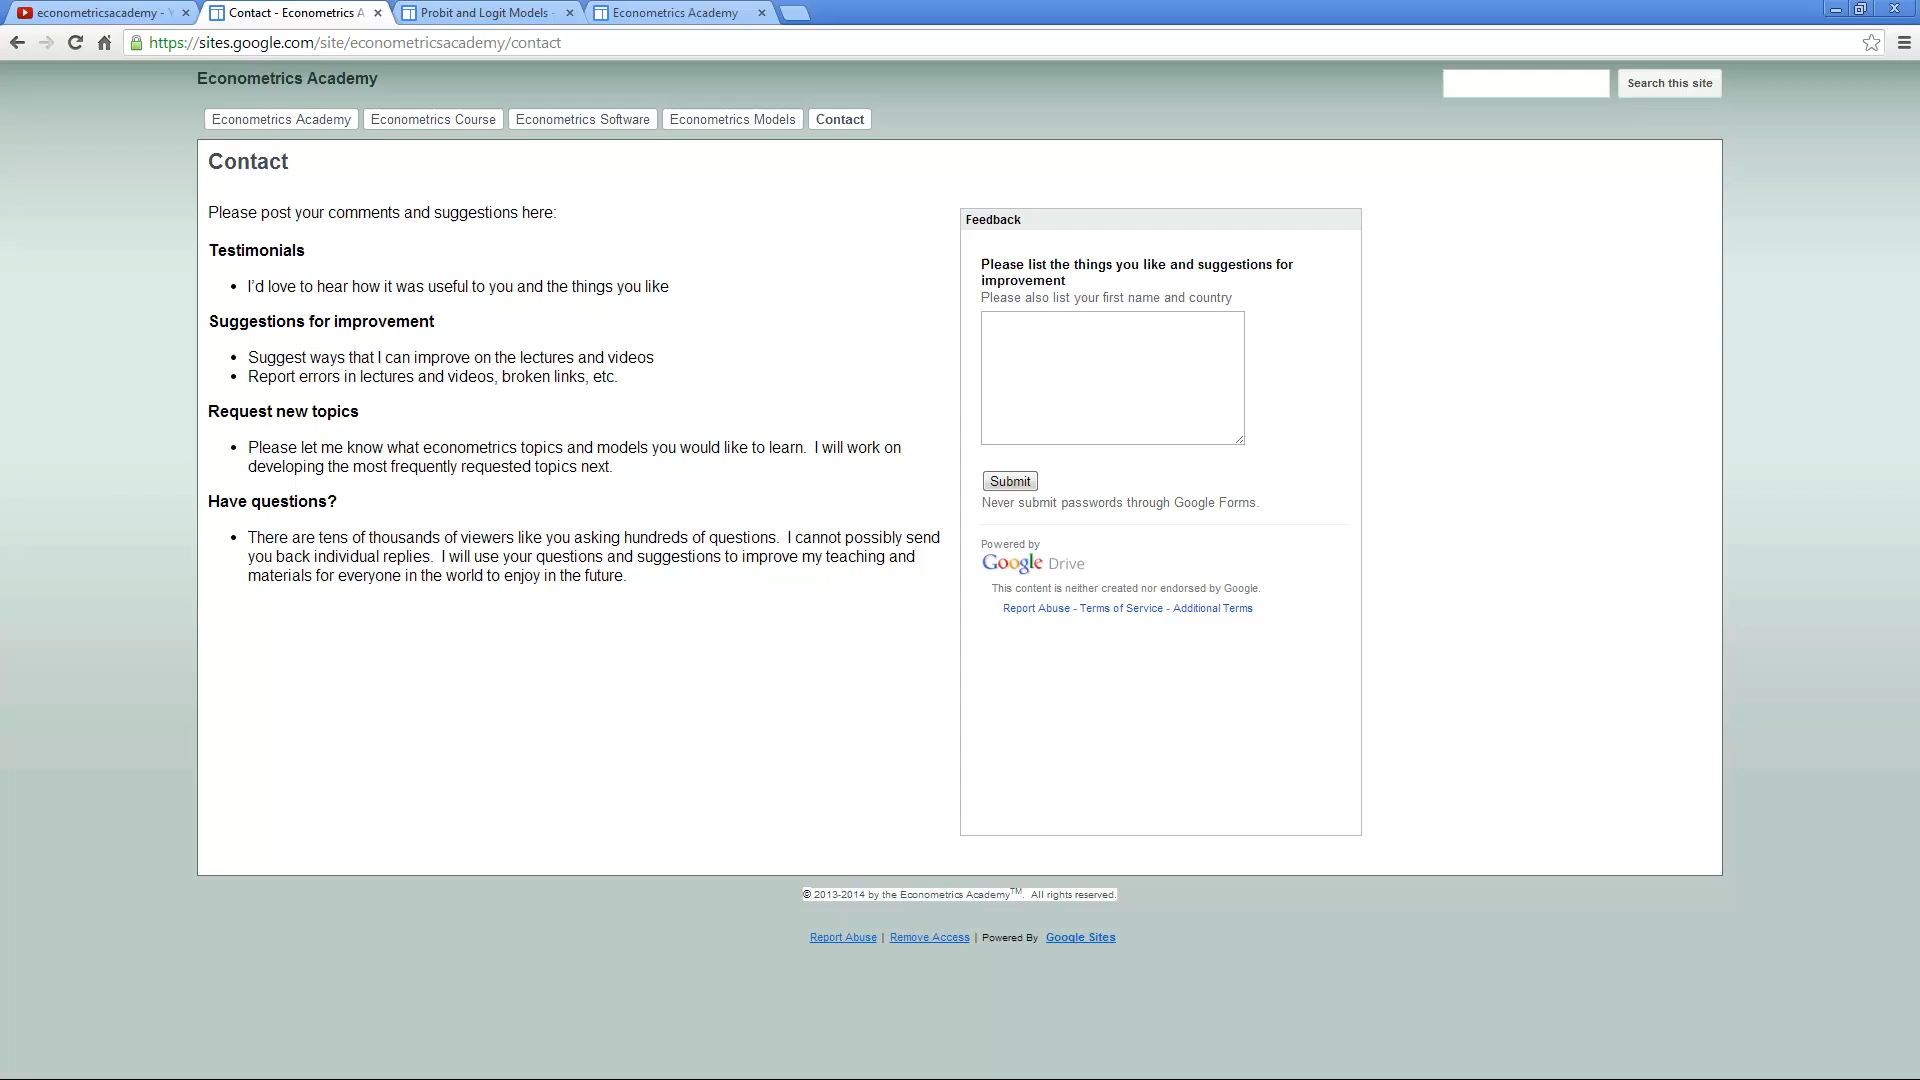 econometricsacademy - Y
Contact - Econometrics A
Probit and Logit Models -
Econometrics Academy
https://sites.google.com/site/econometricsacademy/contact
Econometrics Academy
Search this site
Econometrics Academy
Econometrics Course
Econometrics Software
Econometrics Models
Contact
Contact
Please post your comments and suggestions here:
Testimonials
• I'd love to hear how it was useful to you and the things you like
Suggestions for improvement
• Suggest ways that I can improve on the lectures and videos
• Report errors in lectures and videos, broken links, etc.
Request new topics
• Please let me know what econometrics topics and models you would like to learn.  I will work on
developing the most frequently requested topics next.
Have questions?
• There are tens of thousands of viewers like you asking hundreds of questions.  I cannot possibly send
you back individual replies.  I will use your questions and suggestions to improve my teaching and
materials for everyone in the world to enjoy in the future.
Feedback
Please list the things you like and suggestions for
improvement
Please also list your first name and country
Submit
Never submit passwords through Google Forms.
Powered by
Google Drive
This content is neither created nor endorsed by Google.
Report Abuse - Terms of Service - Additional Terms
© 2013-2014 by the Econometrics Academy™.  All rights reserved.
Report Abuse | Remove Access | Powered By Google Sites